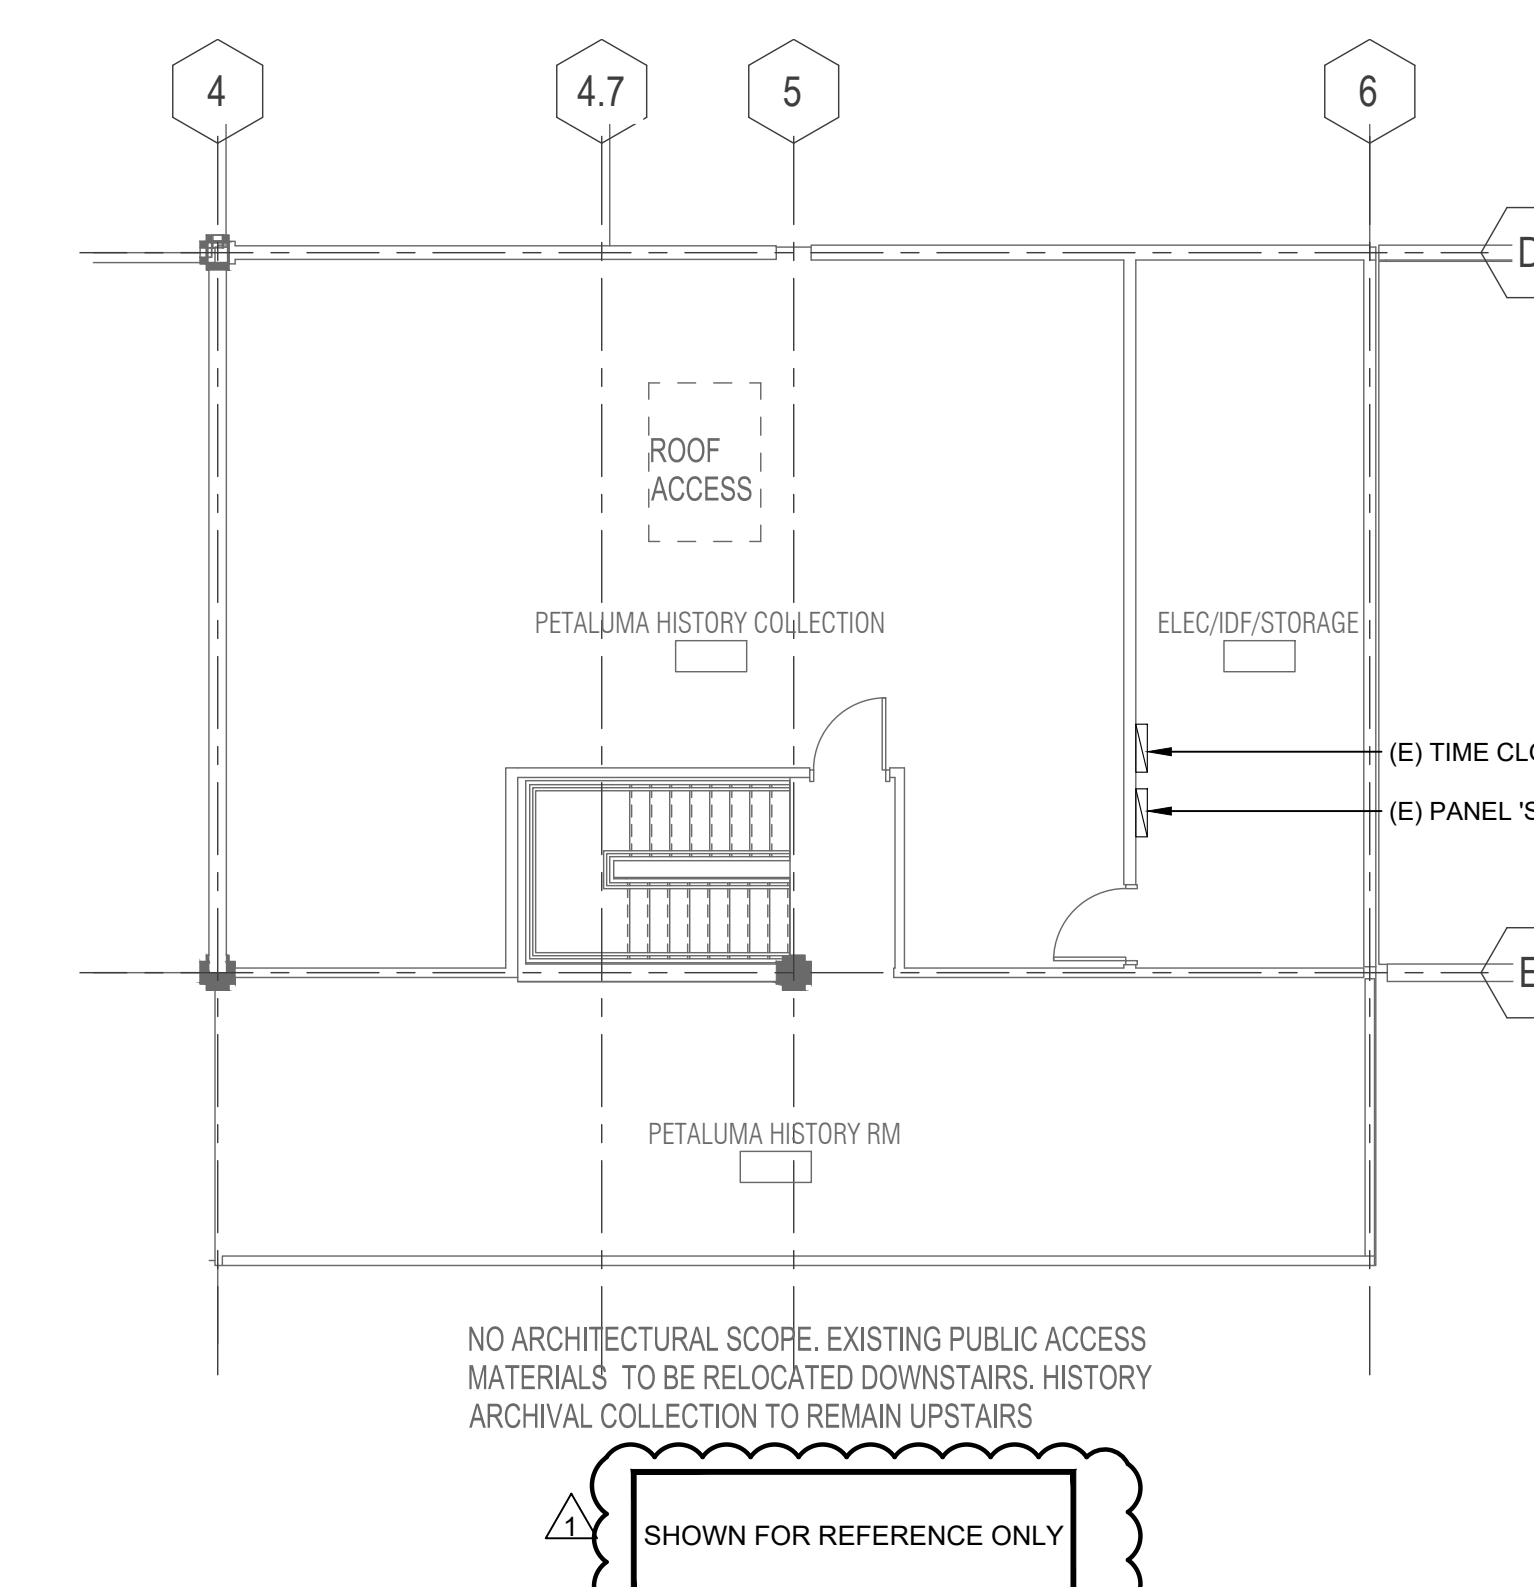 4
4.7
5
6
D
ROOF
ACCESS
PETALUMA HISTORY COLLECTION
ELEC/IDF/STORAGE
(E) TIME
(E) PANEL
E
PETALUMA HISTORY RM
NO ARCHITECTURAL SCOPE. EXISTING PUBLIC ACCESS
MATERIALS TO BE RELOCATED DOWNSTAIRS. HISTORY
ARCHIVAL COLLECTION TO REMAIN UPSTAIRS
1
SHOWN FOR REFERENCE ONLY